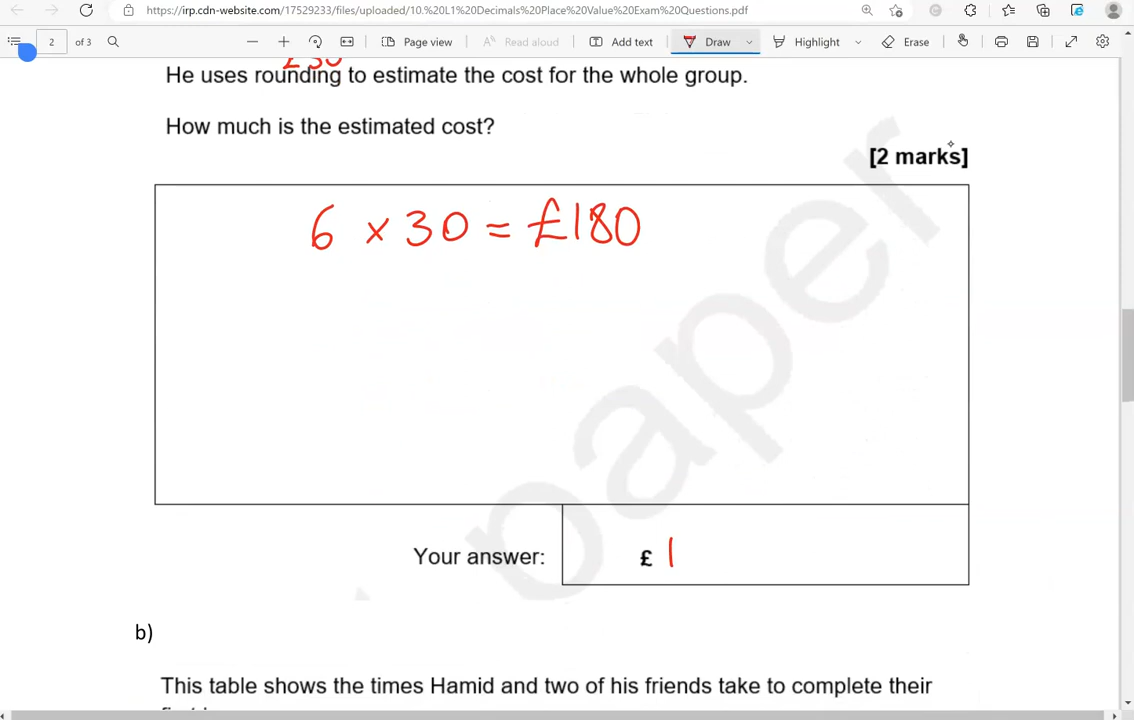 https://irp.cdn-website.com/17529233/files/uploaded/10.%20L1%20Decimals%20Place%20Value%20Exam%20Questions.pdf
2 of 3 Page view Read aloud Add text Draw Highlight Erase
£30
He uses rounding to estimate the cost for the whole group.
How much is the estimated cost?
[2 marks]
6 × 30 = £180
paper
Your answer: £ 1
b)
This table shows the times Hamid and two of his friends take to complete their